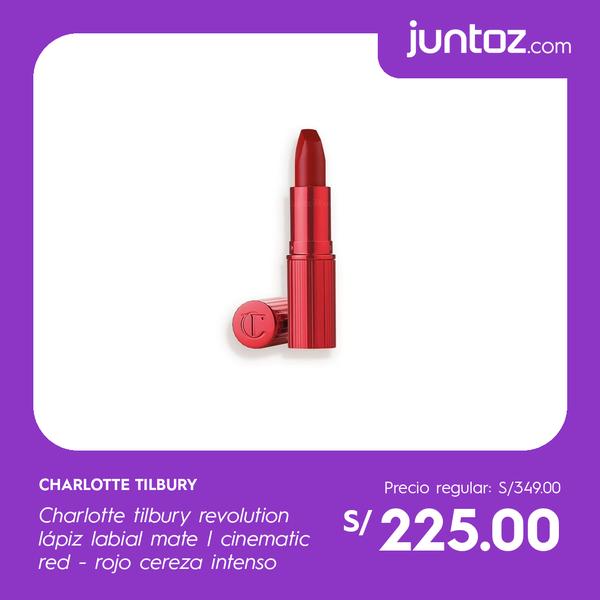 juntoz.com
CT
CHARLOTTE TILBURY
Charlotte tilbury revolution
lápiz labial mate | cinematic
red - rojo cereza intenso
Precio regular: S/349.00
S/225.00